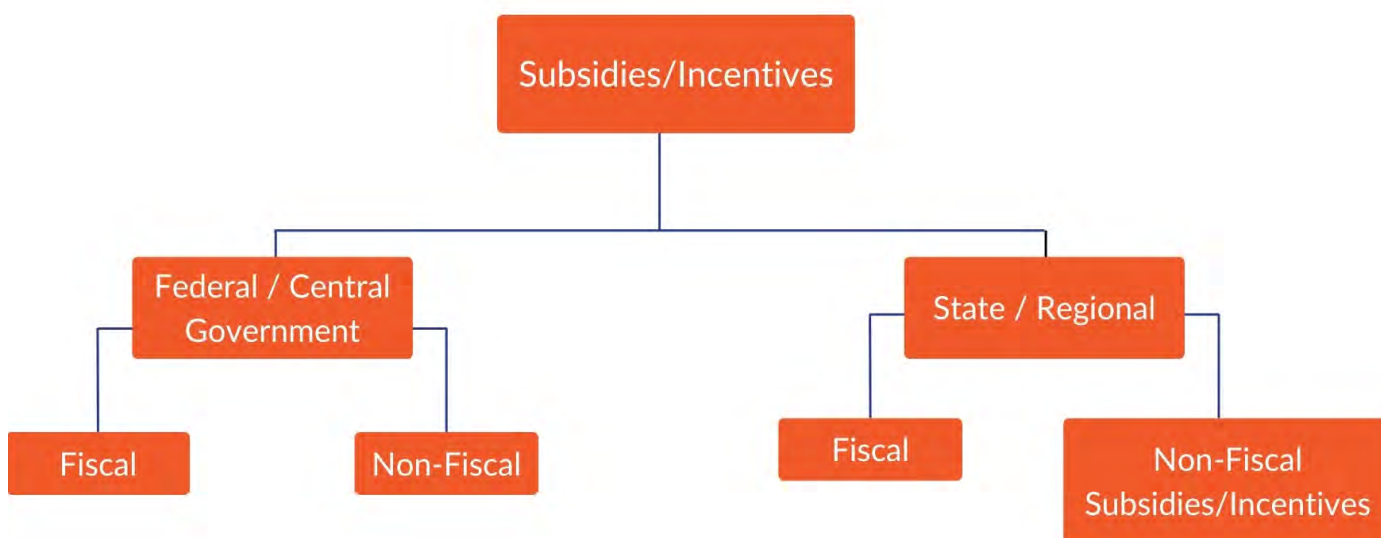 Subsidies/Incentives
Federal / Central
Government
State / Regional
Fiscal
Non-Fiscal
Fiscal
Non-Fiscal
Subsidies/Incentives